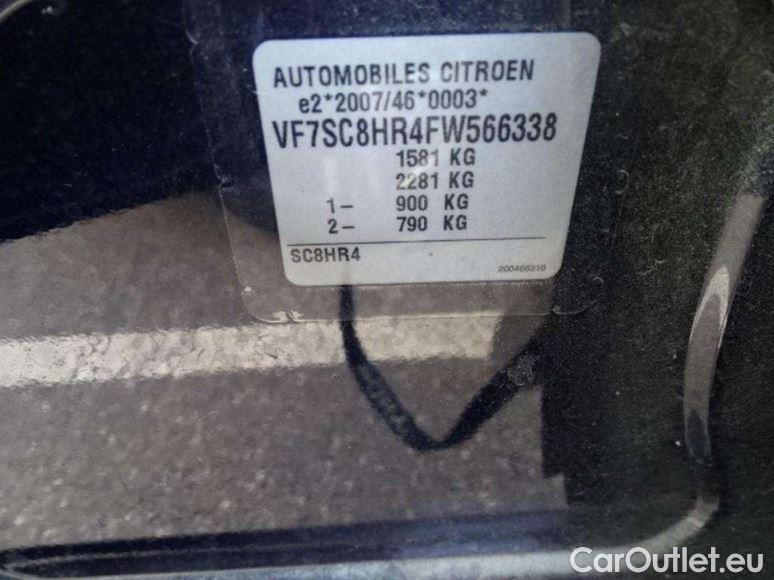 AUTOMOBILES CITROEN
e2*2007/46*0003*
VF7SC8HR4FW566338
1581 KG
2281 KG
1- 900 KG
2- 790 KG
SC8HR4
200466310
CarOutlet.eu